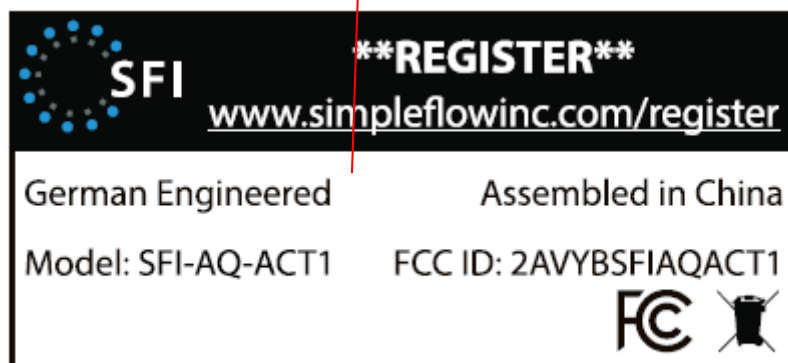 SFI
**REGISTER**
www.simpleflowinc.com/register
German Engineered Assembled in China
Model: SFI-AQ-ACT1 FCC ID: 2AVYBSFIAQACT1
FC